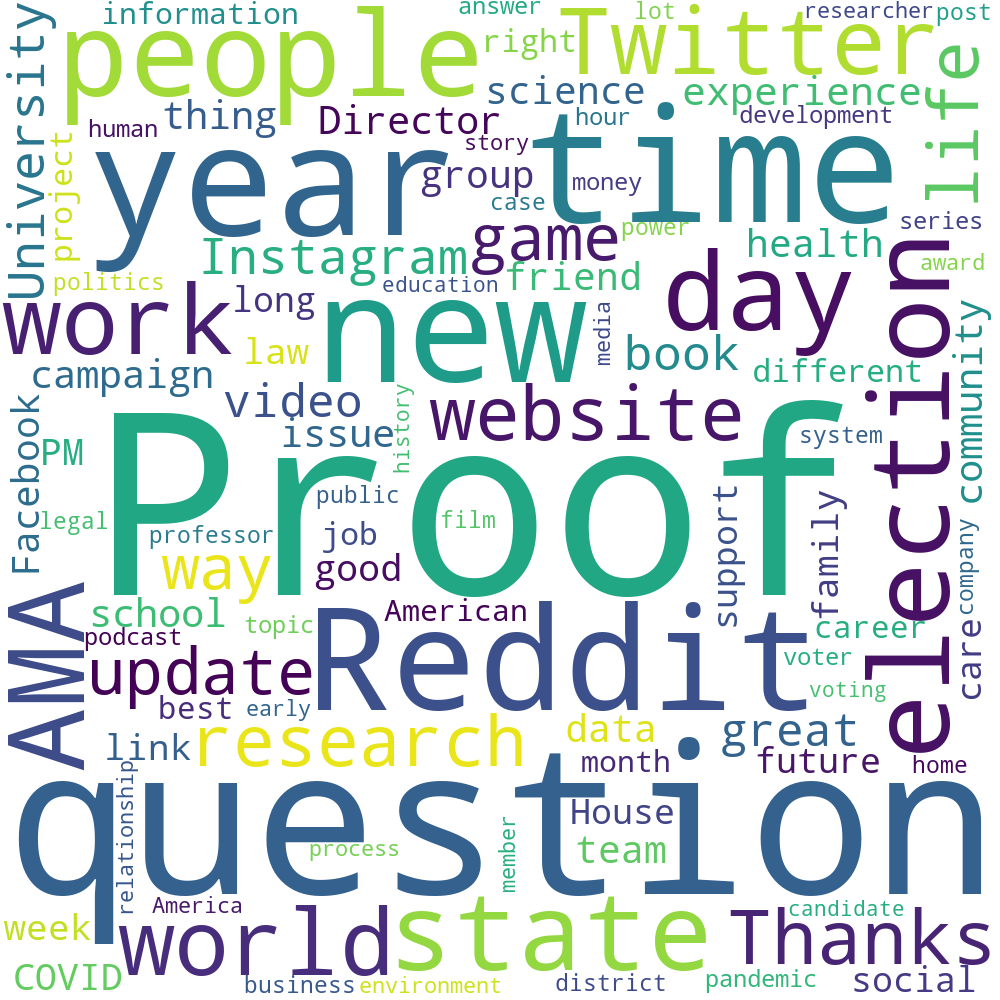 information
answer
lot
researcher
post
people
Twitter
right
University
science
experience
life
human
thing
Director
hour
development
story
year
time
project
group
money
case
series
power
Instagram
game
health
award
politics
education
friend
work
long
new
day
election
media
law
book
different
campaign
video
website
community
Facebook
history
issue
system
PM
Proof
public
legal
film
professor
job
support
family
company
way
good
AMA
school
American
Reddit
career
care
podcast
topic
voter
update
voting
best
early
research
data
great
link
month
future
home
relationship
question
House
process
team
member
America
state
candidate
week
world
Thanks
COVID
business
environment
district
pandemic
social